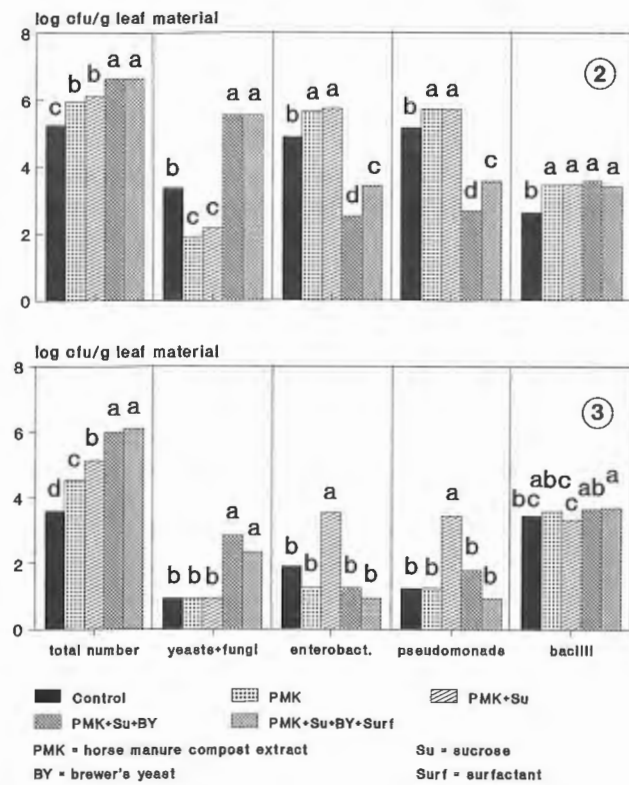 log cfu/g leaf material
8
6
4
2
0
c b b a a
b c c a a
b a a d c
b a a d c
b a a a a
2
log cfu/g leaf material
8
6
4
2
0
d c b a a
b b b a a
b b a b b
b b a b b
bc abc c ab a
3
total number yeasts+fungi enterobact. pseudomonads bacilli
Control PMK PMK+Su
PMK+Su+BY PMK+Su+BY+Surf
PMK = horse manure compost extract Su = sucrose
BY = brewer's yeast Surf = surfactant